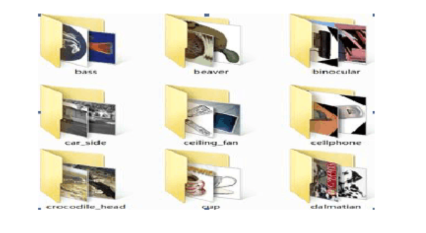 bass beaver binocular
car_side ceiling_fan cellphone
crocodile_head cup dalmatian